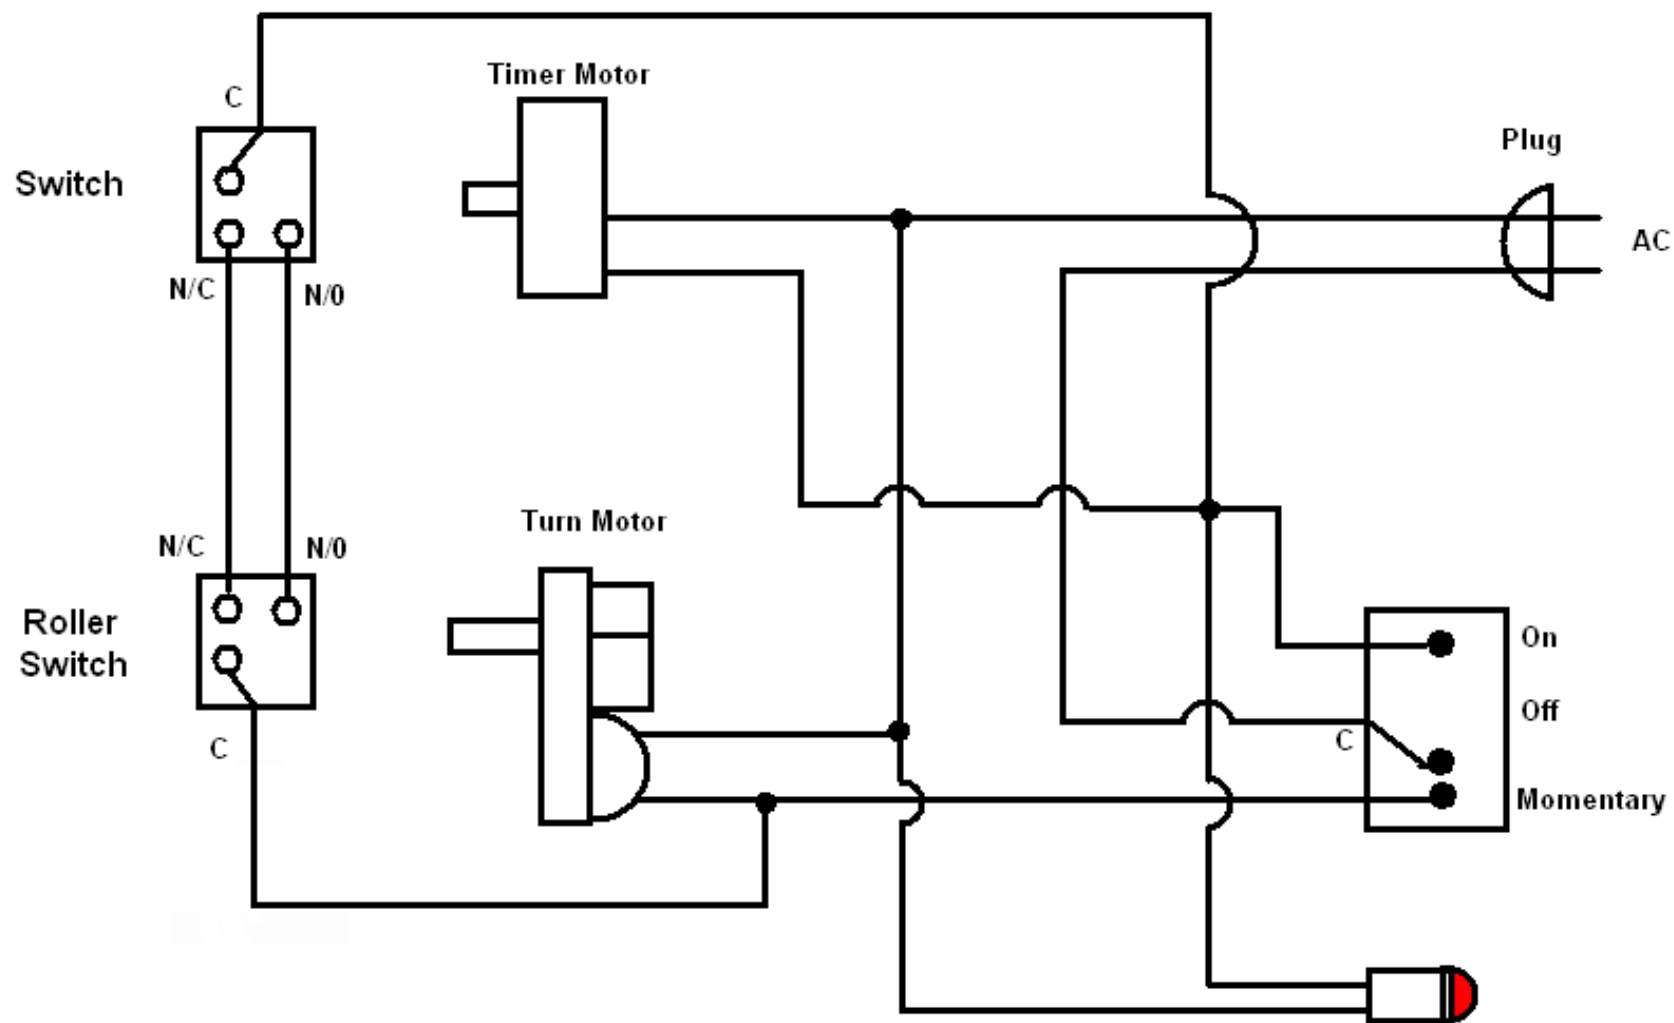 Timer Motor
C
Plug
Switch
AC
N/C
N/0
Turn Motor
N/C
N/0
Roller
Switch
On
Off
C
C
Momentary